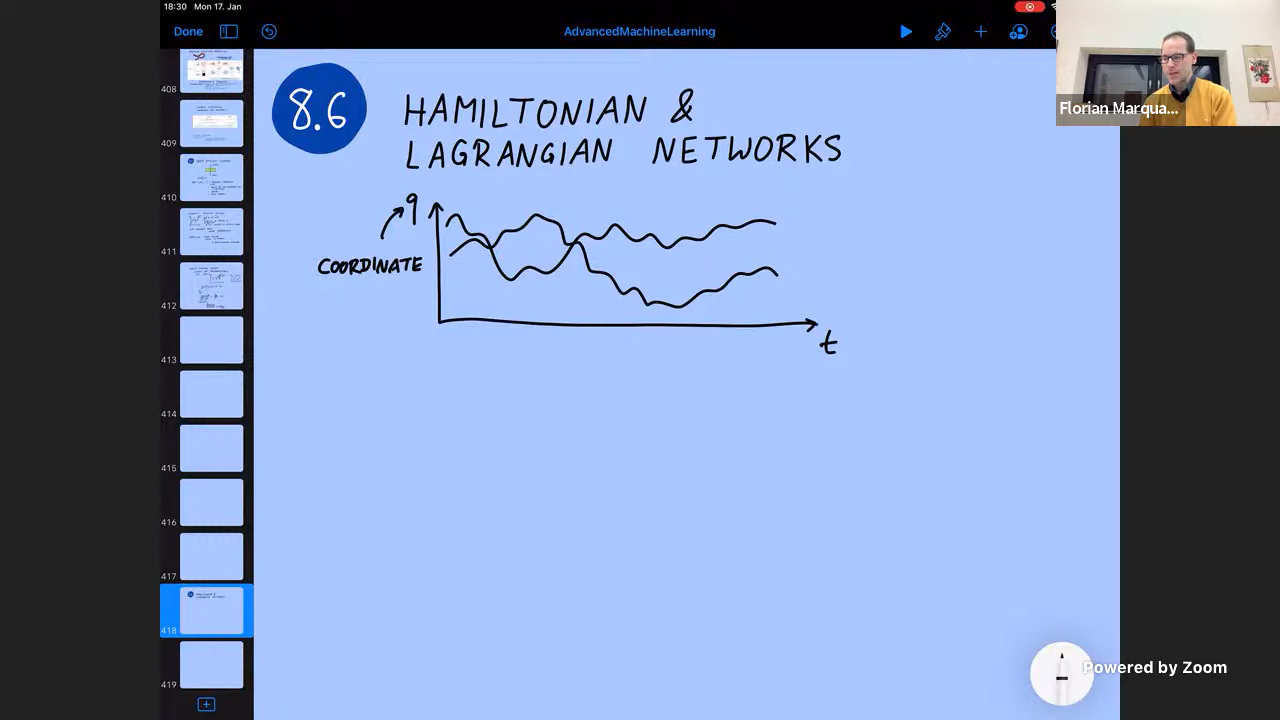 18:30 Mon 17. Jan
Done
AdvancedMachineLearning
Florian Marqua...
8.6
HAMILTONIAN &
LAGRANGIAN NETWORKS
q
COORDINATE
t
408
409
410
411
412
413
414
415
416
417
418
419
Powered by Zoom